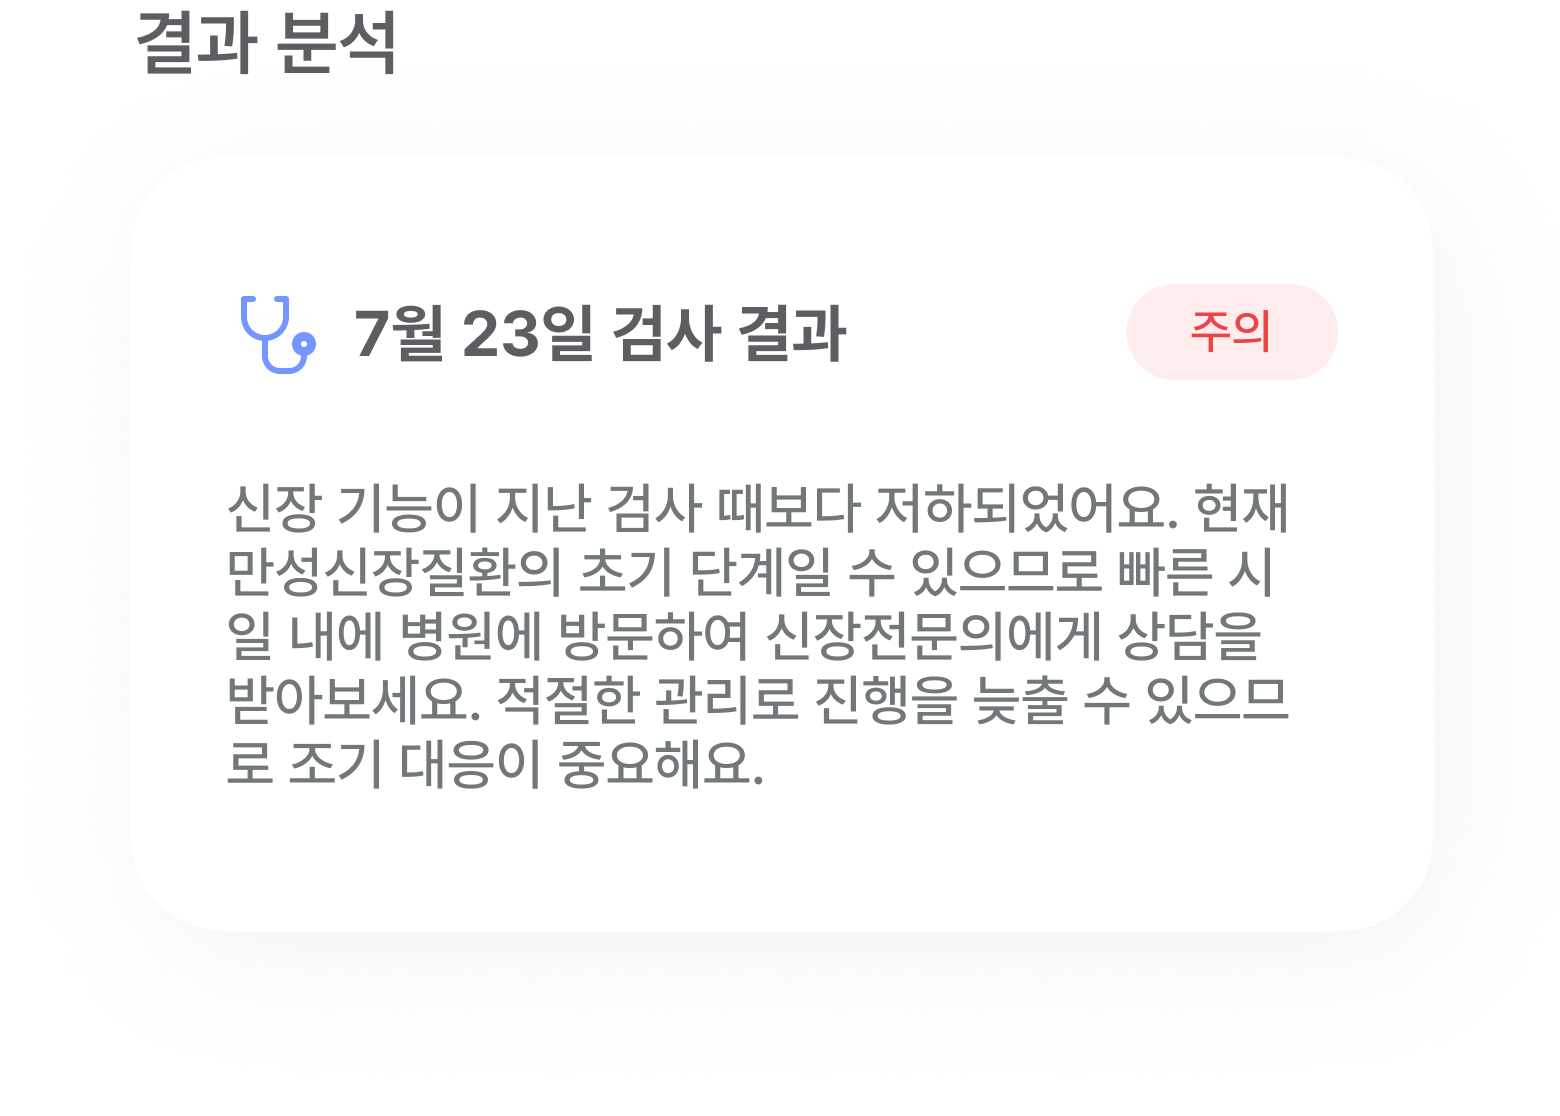 결과 분석
7월 23일 검사 결과
주의
신장 기능이 지난 검사 때보다 저하되었어요. 현재
만성신장질환의 초기 단계일 수 있으므로 빠른 시
일 내에 병원에 방문하여 신장전문의에게 상담을
받아보세요. 적절한 관리로 진행을 늦출 수 있으므
로 조기 대응이 중요해요.